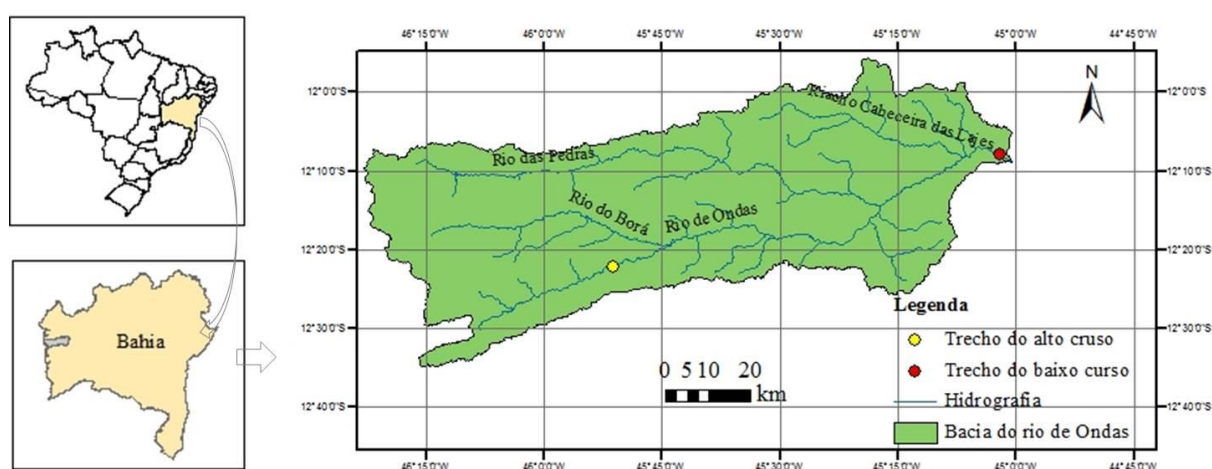 46°15'0"W 46°0'0"W 45°45'0"W 45°30'0"W 45°15'0"W 45°0'0"W 44°45'0"W
N
12°0'0"S 12°0'0"S
Riacho Cabeceira das Lajes
Rio das Pedras
12°10'0"S 12°10'0"S
Rio do Borá
Rio de Ondas
12°20'0"S 12°20'0"S
Bahia
Legenda
12°30'0"S 12°30'0"S
Trecho do alto cruso
Trecho do baixo curso
0 5 10 20
km
Hidrografia
12°40'0"S 12°40'0"S
Bacia do rio de Ondas
46°15'0"W 46°0'0"W 45°45'0"W 45°30'0"W 45°15'0"W 45°0'0"W 44°45'0"W